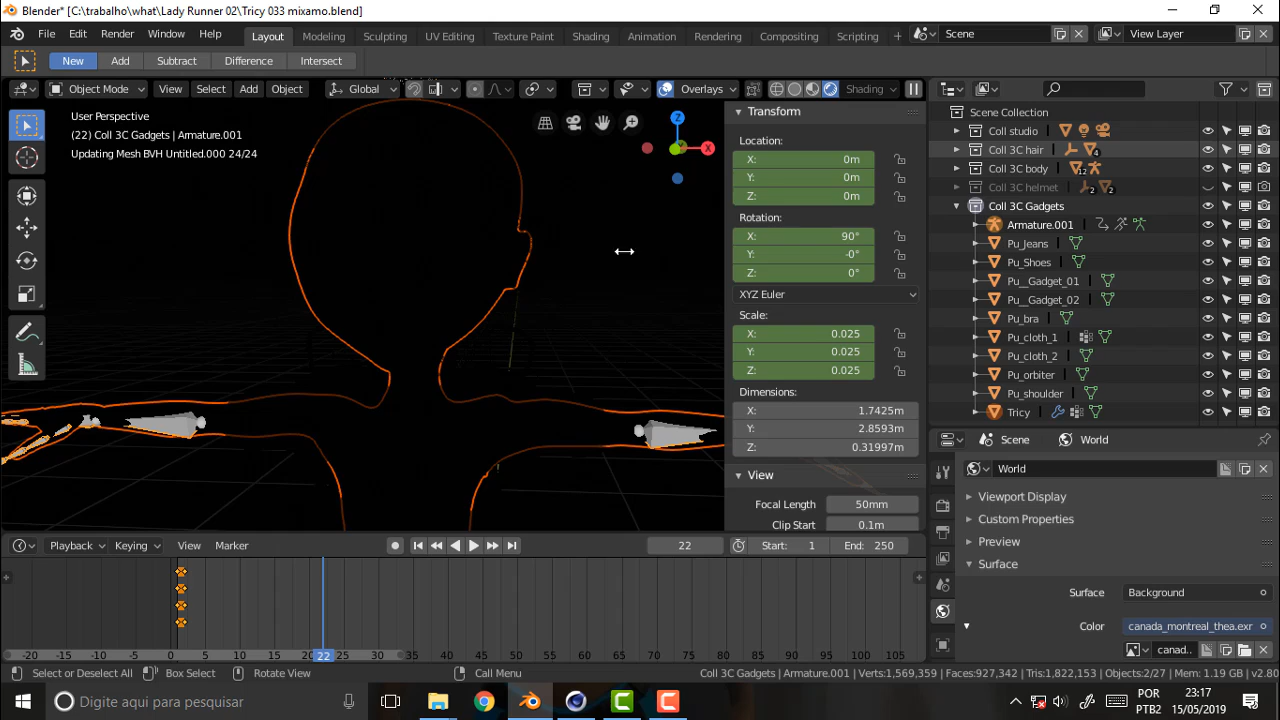 Blender* [C:\trabalho\what\Lady Runner 02\Tricy 033 mixamo.blend]
File Edit Render Window Help Layout Modeling Sculpting UV Editing Texture Paint Shading Animation Rendering Compositing Scripting + Scene View Layer
New Add Subtract Difference Intersect
Object Mode View Select Add Object Global Overlays Shading
User Perspective
(22) Coll 3C Gadgets | Armature.001
Updating Mesh BVH Untitled.000 24/24
Z
X
Transform
Location:
X: 0m
Y: 0m
Z: 0m
Rotation:
X: 90°
Y: -0°
Z: 0°
XYZ Euler
Scale:
X: 0.025
Y: 0.025
Z: 0.025
Dimensions:
X: 1.7425m
Y: 2.8593m
Z: 0.31997m
View
Focal Length 50mm
Clip Start 0.1m
Scene Collection
Coll studio
Coll 3C hair 4
Coll 3C body 12
Coll 3C helmet 2 2
Coll 3C Gadgets
Armature.001
Pu_Jeans
Pu_Shoes
Pu__Gadget_01
Pu__Gadget_02
Pu_bra
Pu_cloth_1
Pu_cloth_2
Pu_orbiter
Pu_shoulder
Tricy
Scene World
World
Viewport Display
Custom Properties
Preview
Surface
Surface Background
Color canada_montreal_thea.exr
canad..
Playback Keying View Marker 22 Start: 1 End: 250
-20 -15 -10 -5 0 5 10 15 20 22 25 30 35 40 45 50 55 60 65 70 75 80 85 90 95 100 105
Select or Deselect All Box Select Rotate View Call Menu Coll 3C Gadgets | Armature.001 | Verts:1,569,359 | Faces:927,342 | Tris:1,822,153 | Objects:2/27 | Mem: 1.19 GB | v2.80
Digite aqui para pesquisar
POR
PTB2
23:17
15/05/2019